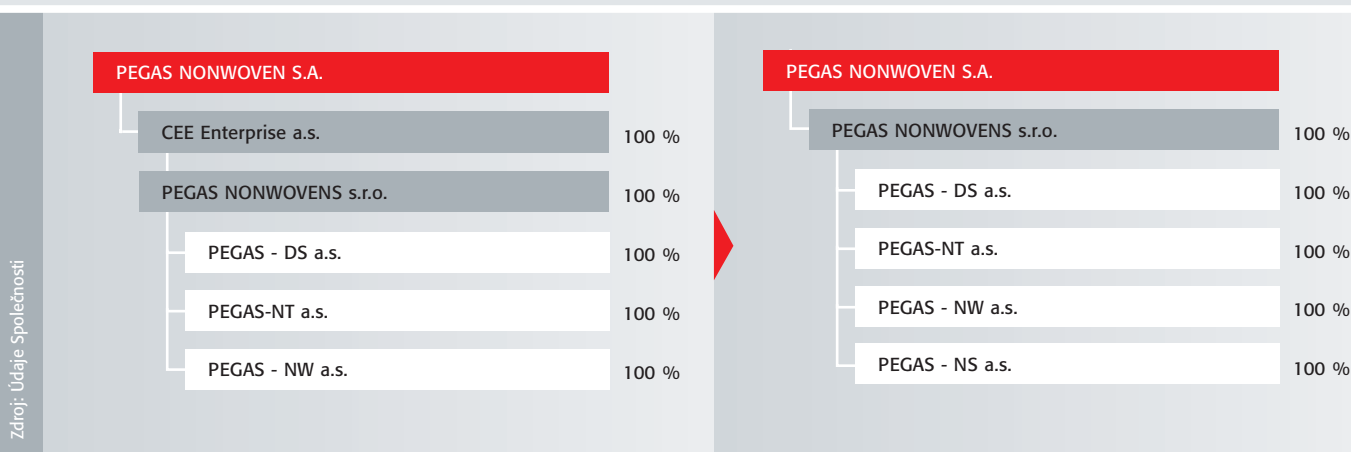 PEGAS NONWOVEN S.A.
CEE Enterprise a.s. 100 %
PEGAS NONWOVENS s.r.o. 100 %
PEGAS - DS a.s. 100 %
PEGAS-NT a.s. 100 %
PEGAS - NW a.s. 100 %
PEGAS NONWOVEN S.A.
PEGAS NONWOVENS s.r.o. 100 %
PEGAS - DS a.s. 100 %
PEGAS-NT a.s. 100 %
PEGAS - NW a.s. 100 %
PEGAS - NS a.s. 100 %
Zdroj: Údaje Společnosti